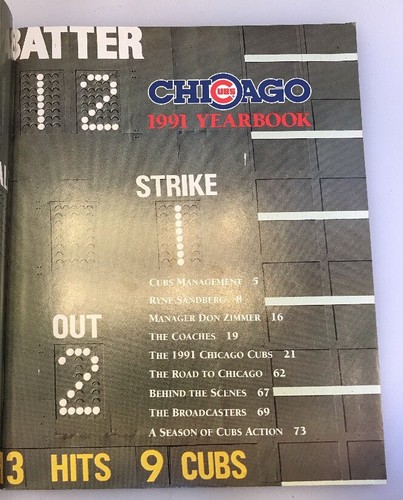 BATTER
12
CHICAGO
CUBS
1991 YEARBOOK
STRIKE
1
CUBS MANAGEMENT 5
RYNE SANDBERG 8
MANAGER DON ZIMMER 16
OUT
2
THE COACHES 19
THE 1991 CHICAGO CUBS 21
THE ROAD TO CHICAGO 62
BEHIND THE SCENES 67
THE BROADCASTERS 69
A SEASON OF CUBS ACTION 73
13 HITS 9 CUBS